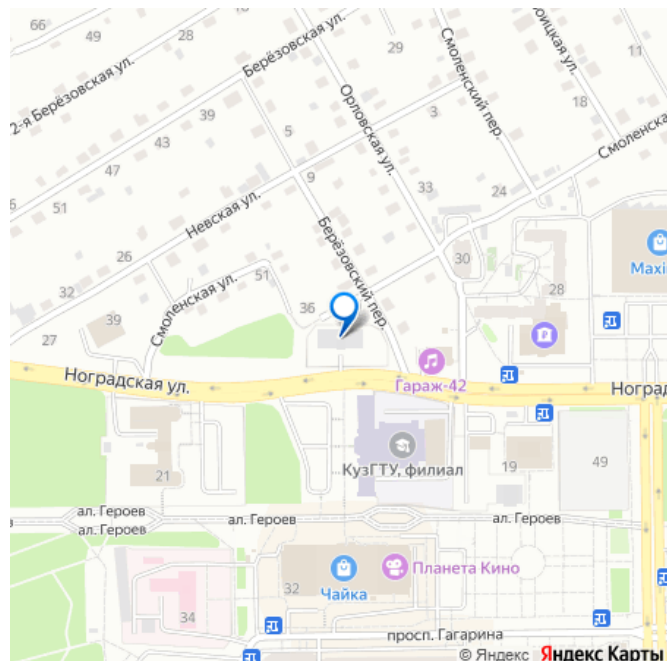 66
49
28
2-я Берёзовская ул.
Берёзовская ул.
39
29
Смоленский пер.
11
43
5
Орловская ул.
3
18
47
9
33
Смоленска
51
Невская ул.
24
26
Берёзовский пер.
30
Maxi
32
Смоленская ул.
51
28
36
39
27
Ноградская ул.
Гараж-42
Ноград
КузГТУ, филиал
21
19
49
ал. Героев
ал. Героев
ал. Героев
ал. Героев
Планета Кино
32
Чайка
34
просп. Гагарина
© Яндекс Яндекс Карты